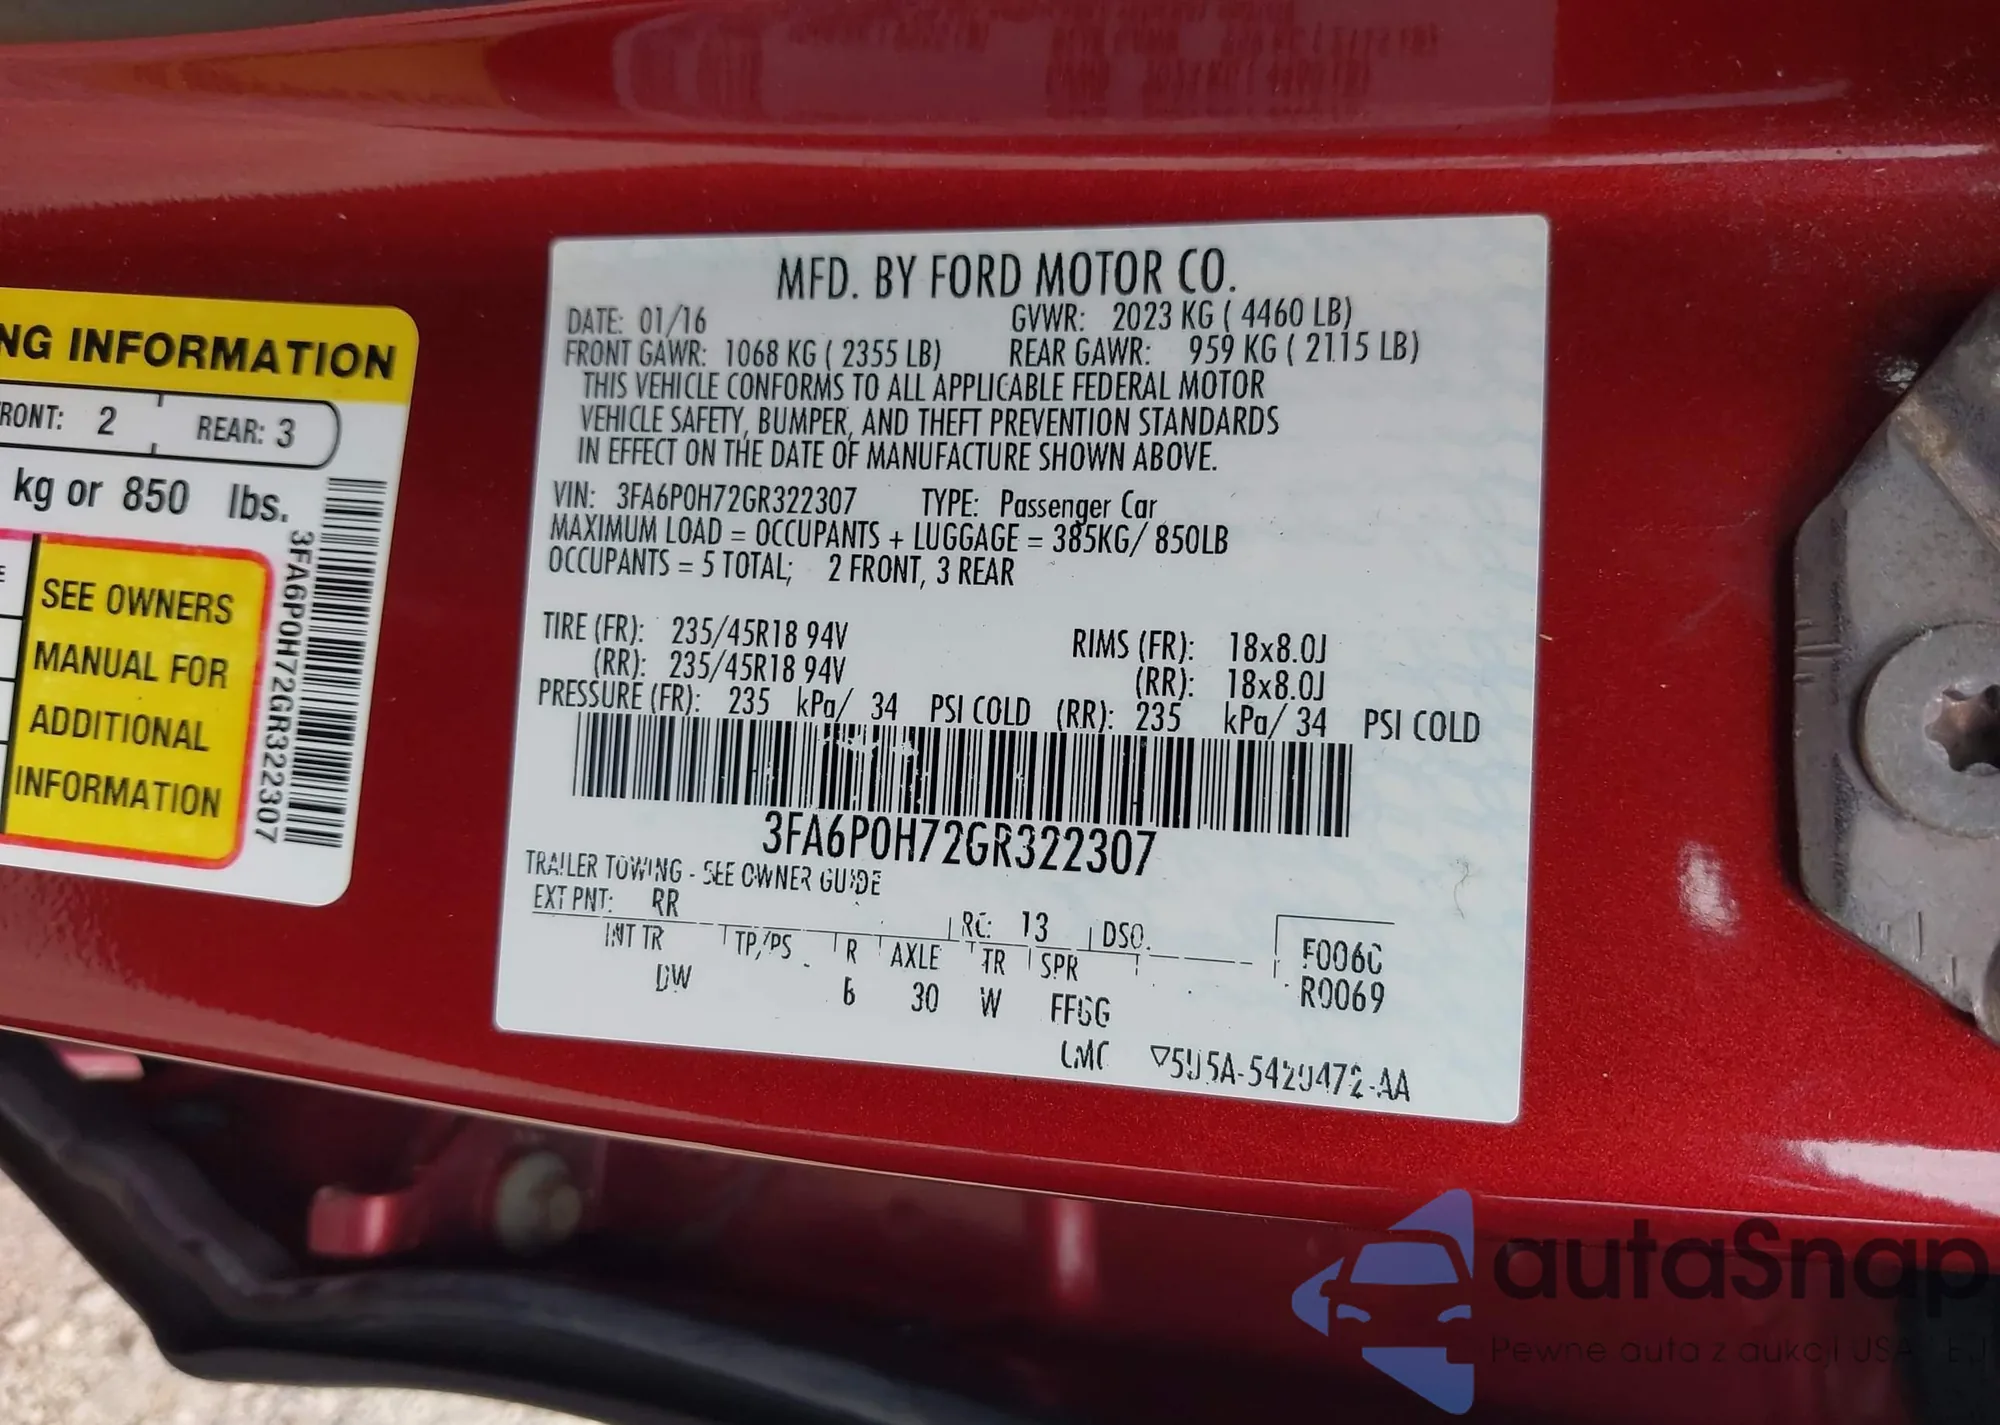 NG INFORMATION
RONT: 2 REAR: 3
kg or 850 lbs.
SEE OWNERS
MANUAL FOR
ADDITIONAL
INFORMATION
3FA6P0H72GR322307
MFD. BY FORD MOTOR CO.
DATE: 01/16 GVWR: 2023 KG ( 4460 LB)
FRONT GAWR: 1068 KG ( 2355 LB) REAR GAWR: 959 KG ( 2115 LB)
THIS VEHICLE CONFORMS TO ALL APPLICABLE FEDERAL MOTOR
VEHICLE SAFETY, BUMPER, AND THEFT PREVENTION STANDARDS
IN EFFECT ON THE DATE OF MANUFACTURE SHOWN ABOVE.
VIN: 3FA6P0H72GR322307 TYPE: Passenger Car
MAXIMUM LOAD = OCCUPANTS + LUGGAGE = 385KG/ 850LB
OCCUPANTS = 5 TOTAL; 2 FRONT, 3 REAR
TIRE (FR): 235/45R18 94V RIMS (FR): 18x8.0J
(RR): 235/45R18 94V (RR): 18x8.0J
PRESSURE (FR): 235 kPa/ 34 PSI COLD (RR): 235 kPa/ 34 PSI COLD
3FA6P0H72GR322307
TRAILER TOWING - SEE OWNER GUIDE
EXT PNT: RR RC: 13 DSO.
INT TR TP/PS R AXLE TR SPR
DW 30 W
R0069
autaSnap
Pewne auta z aukcji USA